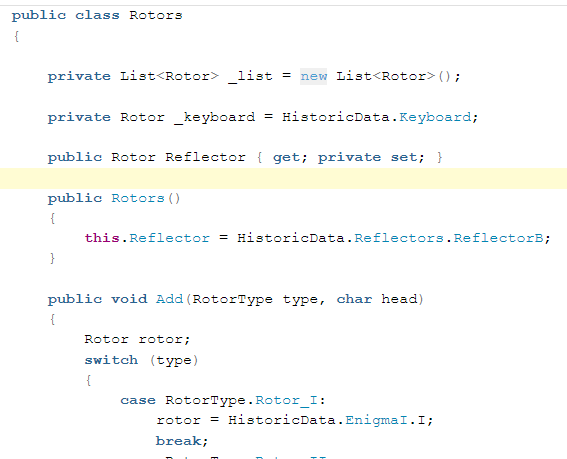 public class Rotors
{
private List<Rotor> _list = new List<Rotor>();
private Rotor _keyboard = HistoricData.Keyboard;
public Rotor Reflector { get; private set; }
public Rotors()
{
this.Reflector = HistoricData.Reflectors.ReflectorB;
}
public void Add(RotorType type, char head)
{
Rotor rotor;
switch (type)
{
case RotorType.Rotor_I:
rotor = HistoricData.EnigmaI.I;
break;